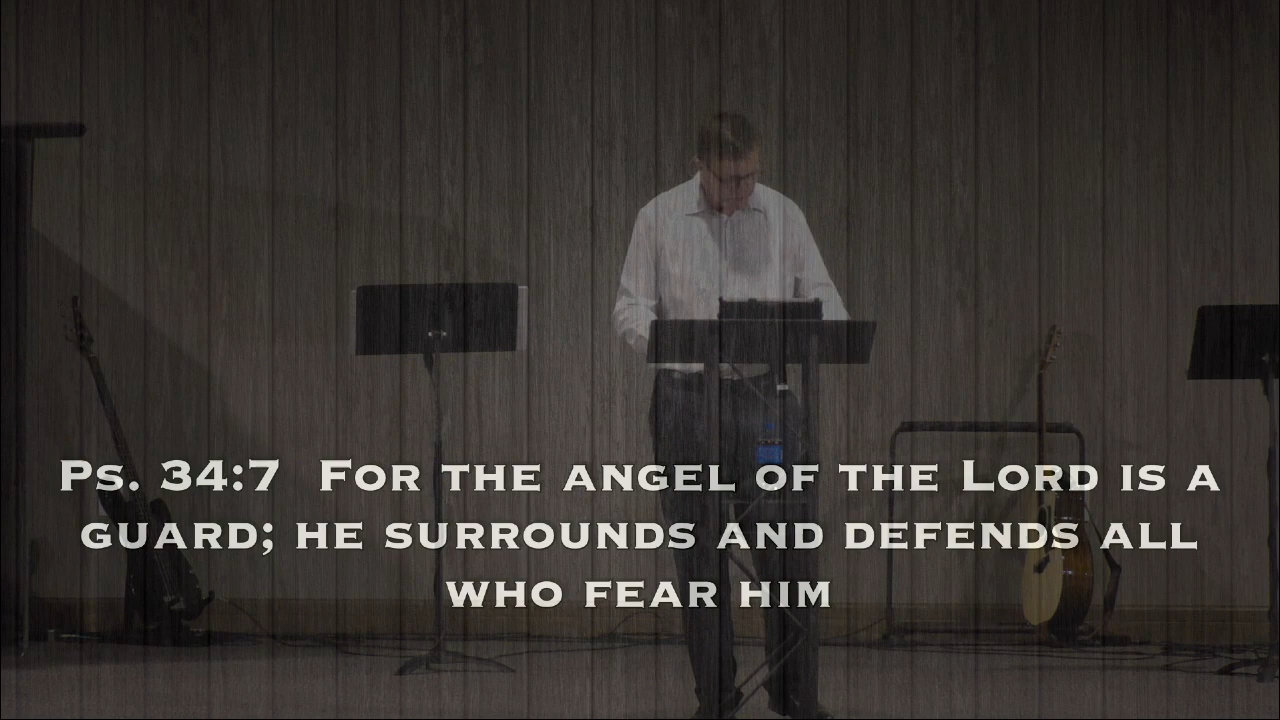 Ps. 34:7  For the angel of the Lord is a
guard; he surrounds and defends all
who fear him